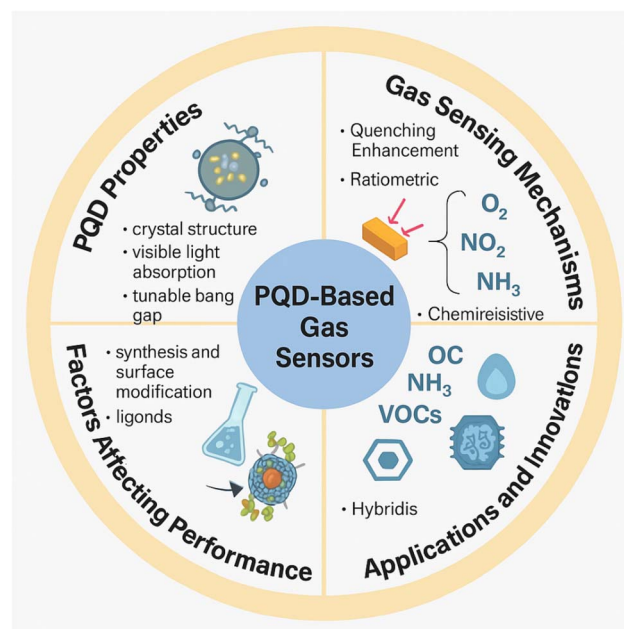 PQD Properties
• crystal structure
• visible light
absorption
• tunable bang
gap
Gas Sensing Mechanisms
• Quenching
Enhancement
• Ratiometric
O₂
NO₂
NH₃
• Chemireisistive
PQD-Based
Gas
Sensors
Factors Affecting Performance
• synthesis and
surface
modification
• ligonds
OC
NH₃
VOCs
• Hybridis
Applications and Innovations